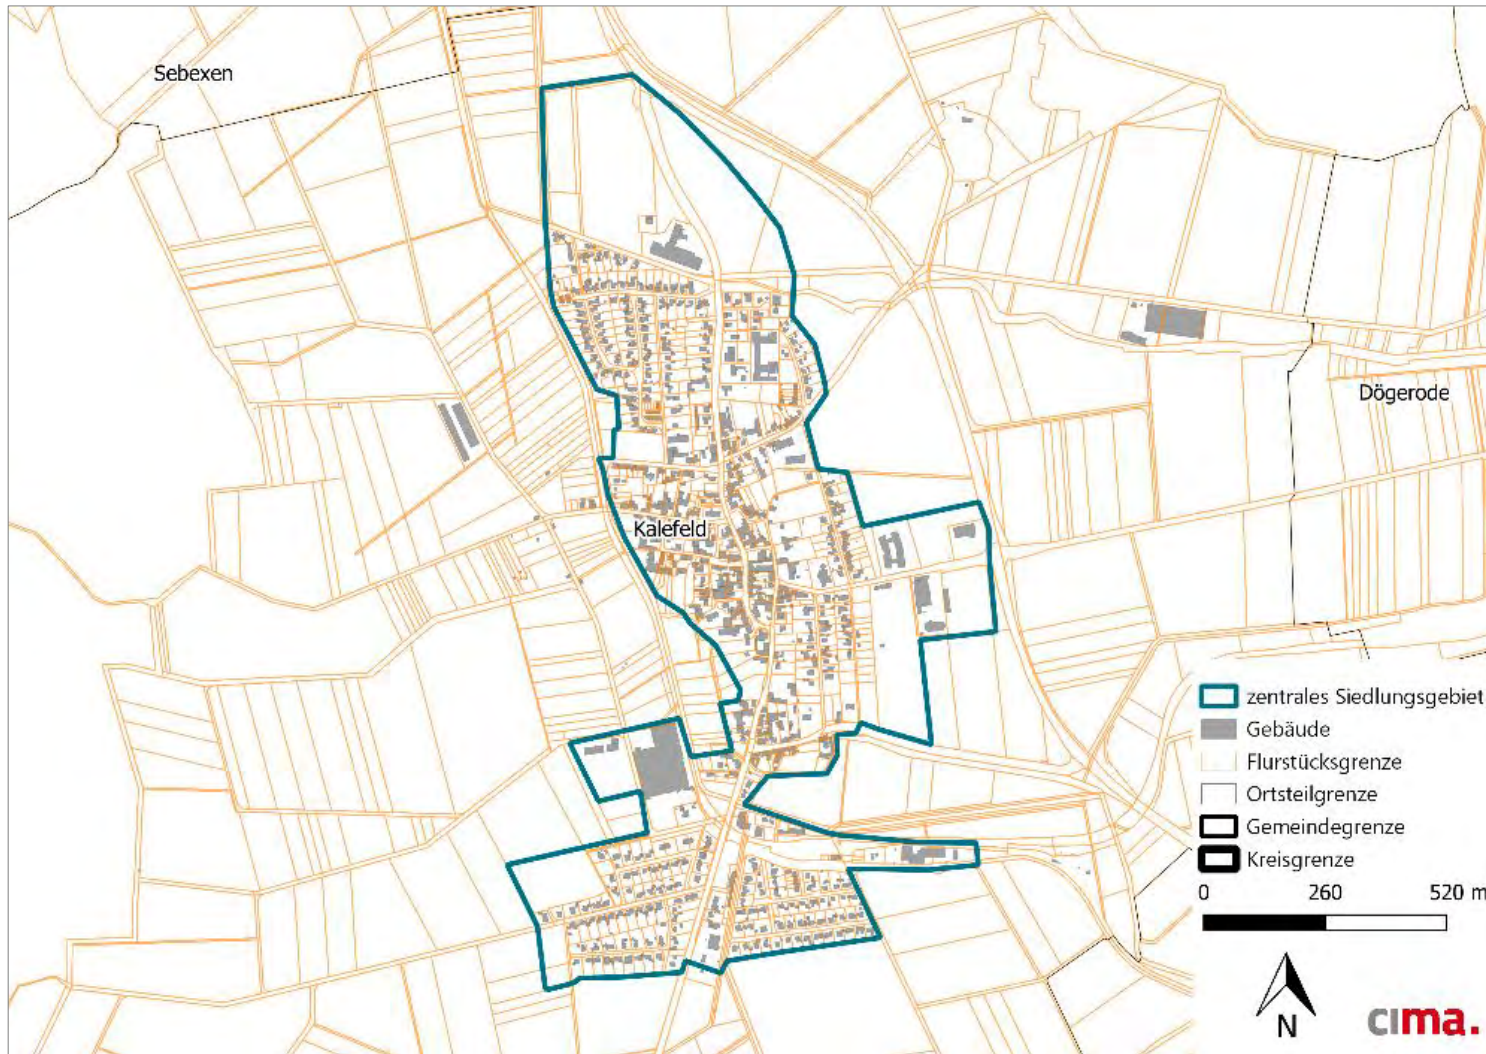 Sebexen
Dögerode
Kalefeld
zentrales Siedlungsgebiet
Gebäude
Flurstücksgrenze
Ortsteilgrenze
Gemeindegrenze
Kreisgrenze
0 260 520 m
N
cima.